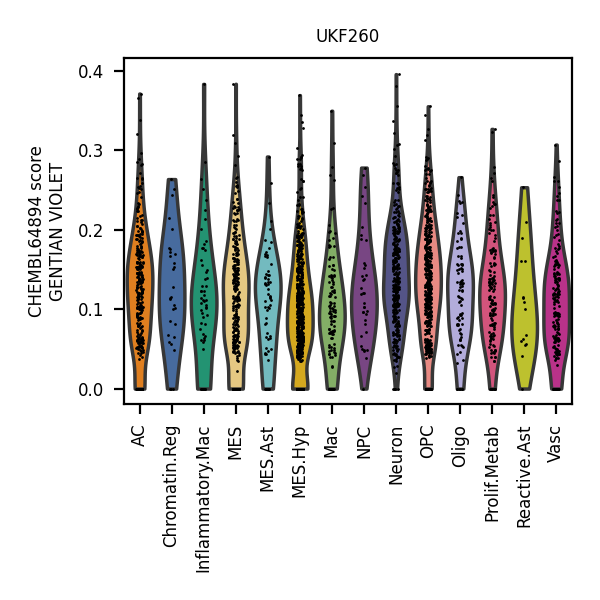 UKF260
CHEMBL64894 score
GENTIAN VIOLET
0.4
0.3
0.2
0.1
0.0
AC
Chromatin.Reg
Inflammatory.Mac
MES
MES.Ast
MES.Hyp
Mac
NPC
Neuron
OPC
Oligo
Prolif.Metab
Reactive.Ast
Vasc